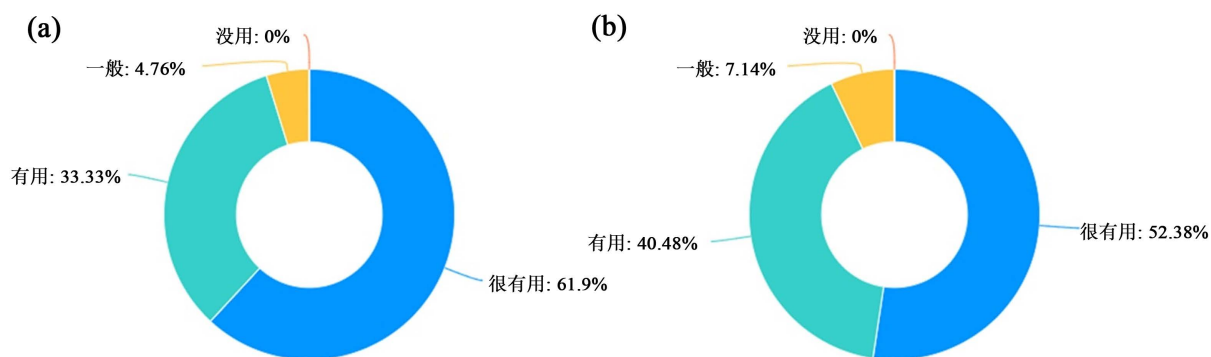 (a)
没用: 0%
一般: 4.76%
有用: 33.33%
很有用: 61.9%
(b)
没用: 0%
一般: 7.14%
有用: 40.48%
很有用: 52.38%